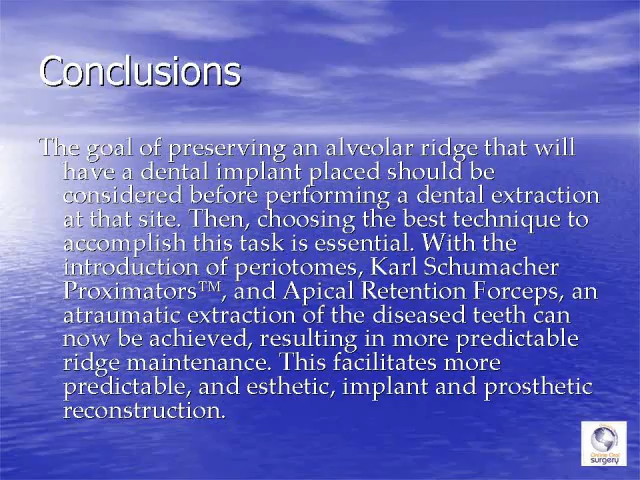 Conclusions
The goal of preserving an alveolar ridge that will
have a dental implant placed should be
considered before performing a dental extraction
at that site. Then, choosing the best technique to
accomplish this task is essential. With the
introduction of periotomes, Karl Schumacher
Proximators™, and Apical Retention Forceps, an
atraumatic extraction of the diseased teeth can
now be achieved, resulting in more predictable
ridge maintenance. This facilitates more
predictable, and esthetic, implant and prosthetic
reconstruction.
Online Oral
surgery